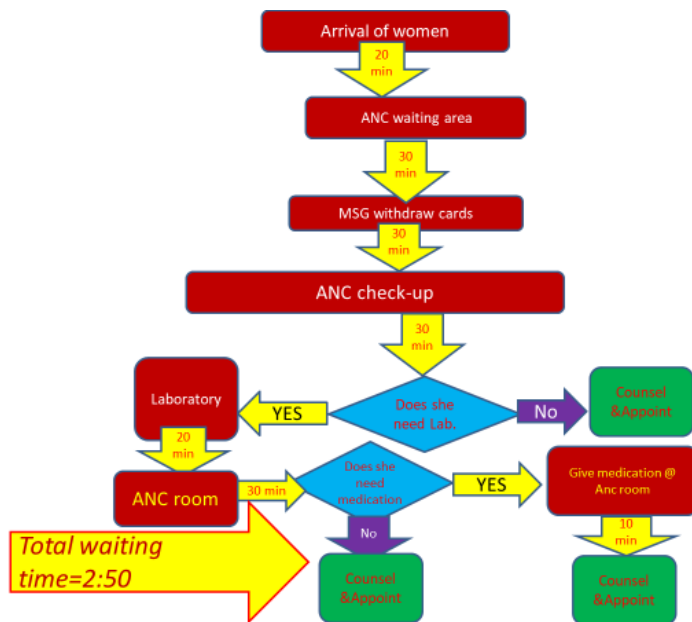 Arrival of women
20
min
ANC waiting area
30
min
MSG withdraw cards
30
min
ANC check-up
30
min
Laboratory
YES
Does she
need Lab.
No
Counsel
&Appoint
20
min
ANC room
30 min
Does she
need
medication
YES
Give medication @
Anc room
No
10
min
Total waiting
time=2:50
Counsel
&Appoint
Counsel
&Appoint